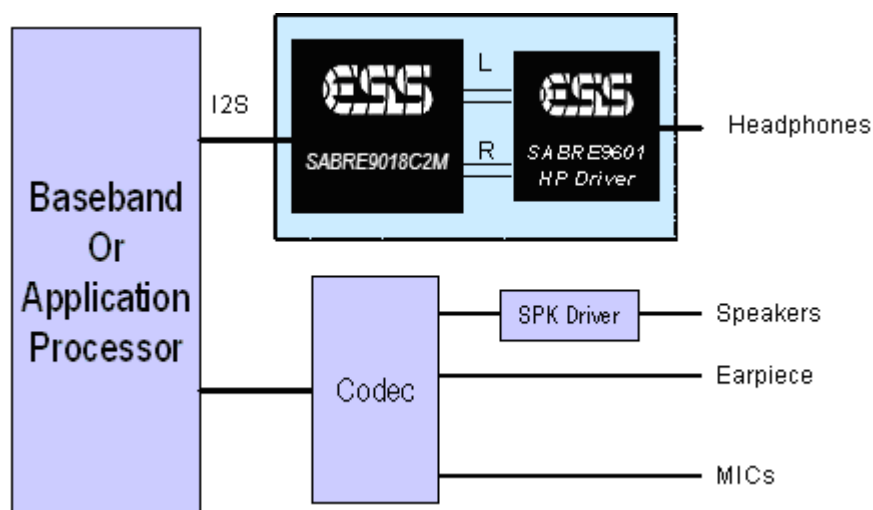 Baseband
Or
Application
Processor
I2S
ESS
SABRE9018C2M
L
R
ESS
SABRE9601
HP Driver
Headphones
Codec
SPK Driver
Speakers
Earpiece
MICs